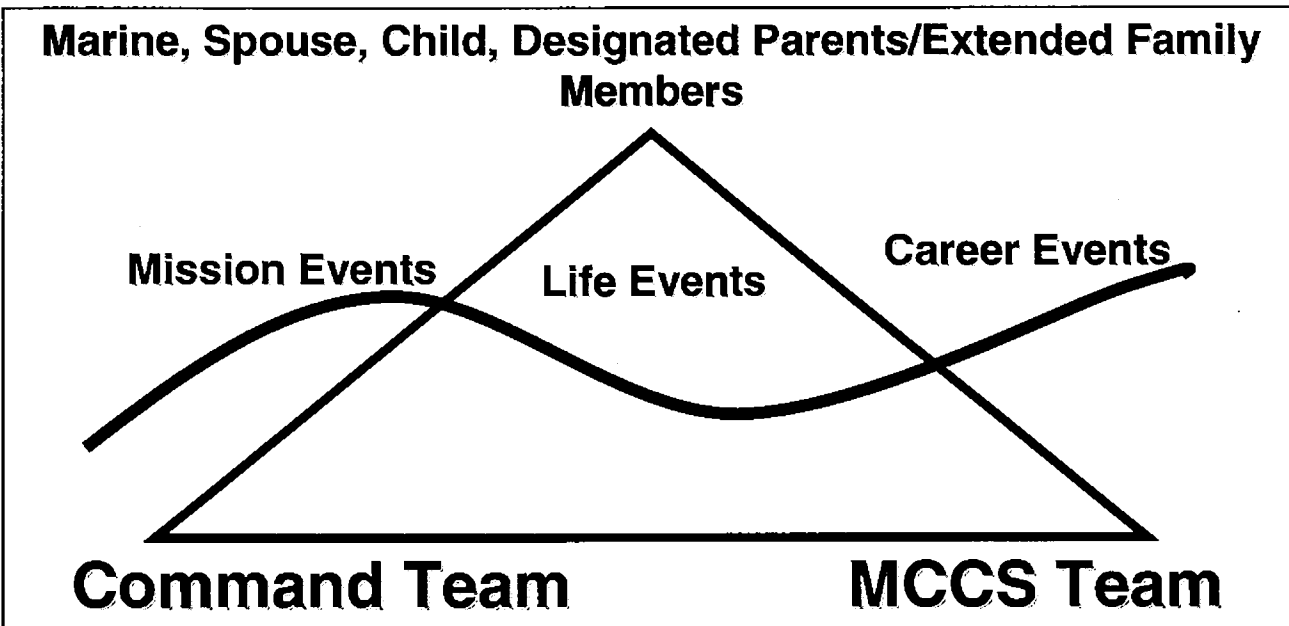 Marine, Spouse, Child, Designated Parents/Extended Family
Members
Mission Events
Life Events
Career Events
Command Team
MCCS Team